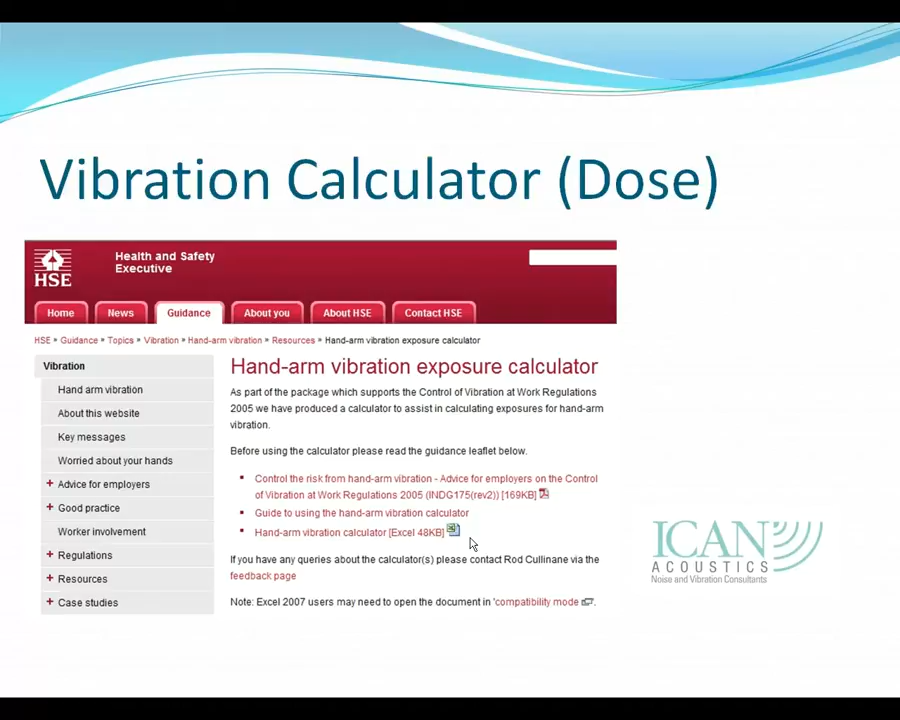 Vibration Calculator (Dose)
HSE
Health and Safety
Executive
Home
News
Guidance
About you
About HSE
Contact HSE
HSE » Guidance » Topics » Vibration » Hand-arm vibration » Resources » Hand-arm vibration exposure calculator
Vibration
Hand arm vibration
About this website
Key messages
Worried about your hands
+ Advice for employers
+ Good practice
Worker involvement
+ Regulations
+ Resources
+ Case studies
Hand-arm vibration exposure calculator
As part of the package which supports the Control of Vibration at Work Regulations
2005 we have produced a calculator to assist in calculating exposures for hand-arm
vibration.
Before using the calculator please read the guidance leaflet below.
Control the risk from hand-arm vibration - Advice for employers on the Control
of Vibration at Work Regulations 2005 (INDG175(rev2)) [169KB]
Guide to using the hand-arm vibration calculator
Hand-arm vibration calculator [Excel 48KB]
If you have any queries about the calculator(s) please contact Rod Cullinane via the
feedback page
Note: Excel 2007 users may need to open the document in 'compatibility mode'.
ICAN
ACOUSTICS
Noise and Vibration Consultants